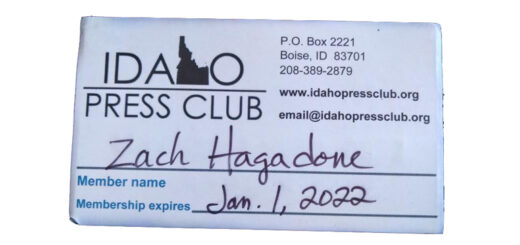 IDAHO
PRESS CLUB
P.O. Box 2221
Boise, ID 83701
208-389-2879
www.idahopressclub.org
email@idahopressclub.org
Zach Hagadone
Member name
Membership expires Jan. 1, 2022